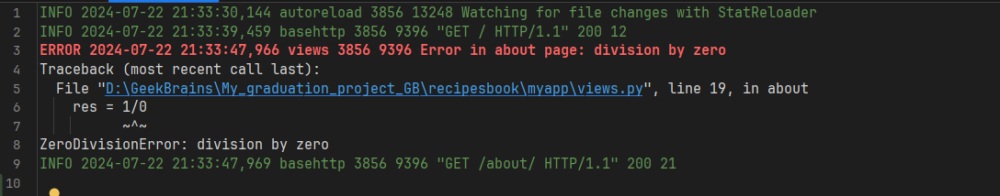 1 INFO 2024-07-22 21:33:30,144 autoreload 3856 13248 Watching for file changes with StatReloader
2 INFO 2024-07-22 21:33:39,459 basehttp 3856 9396 "GET / HTTP/1.1" 200 12
3 ERROR 2024-07-22 21:33:47,966 views 3856 9396 Error in about page: division by zero
4 Traceback (most recent call last):
5   File "D:\GeekBrains\My_graduation_project_GB\recipesbook\myapp\views.py", line 19, in about
6     res = 1/0
7           ~^~
8 ZeroDivisionError: division by zero
9 INFO 2024-07-22 21:33:47,969 basehttp 3856 9396 "GET /about/ HTTP/1.1" 200 21
10